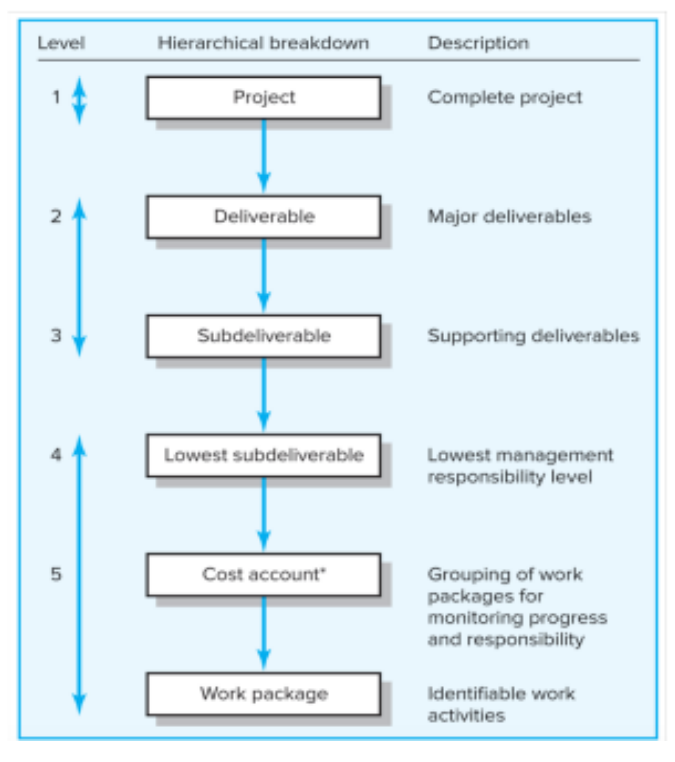 Level Hierarchical breakdown Description
1 Project Complete project
2 Deliverable Major deliverables
3 Subdeliverable Supporting deliverables
4 Lowest subdeliverable Lowest management
responsibility level
5 Cost account* Grouping of work
packages for
monitoring progress
and responsibility
Work package Identifiable work
activities